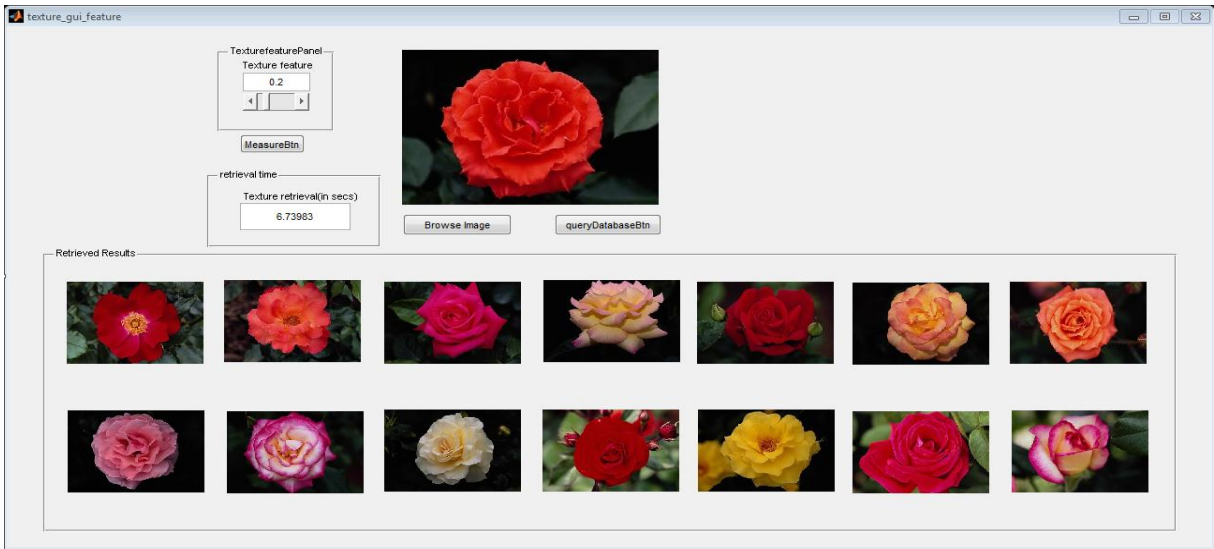 texture_gui_feature
TexturefeaturePanel
Texture feature
0.2
MeasureBtn
retrieval time
Texture retrieval(in secs)
6.73983
Browse Image
queryDatabaseBtn
Retrieved Results